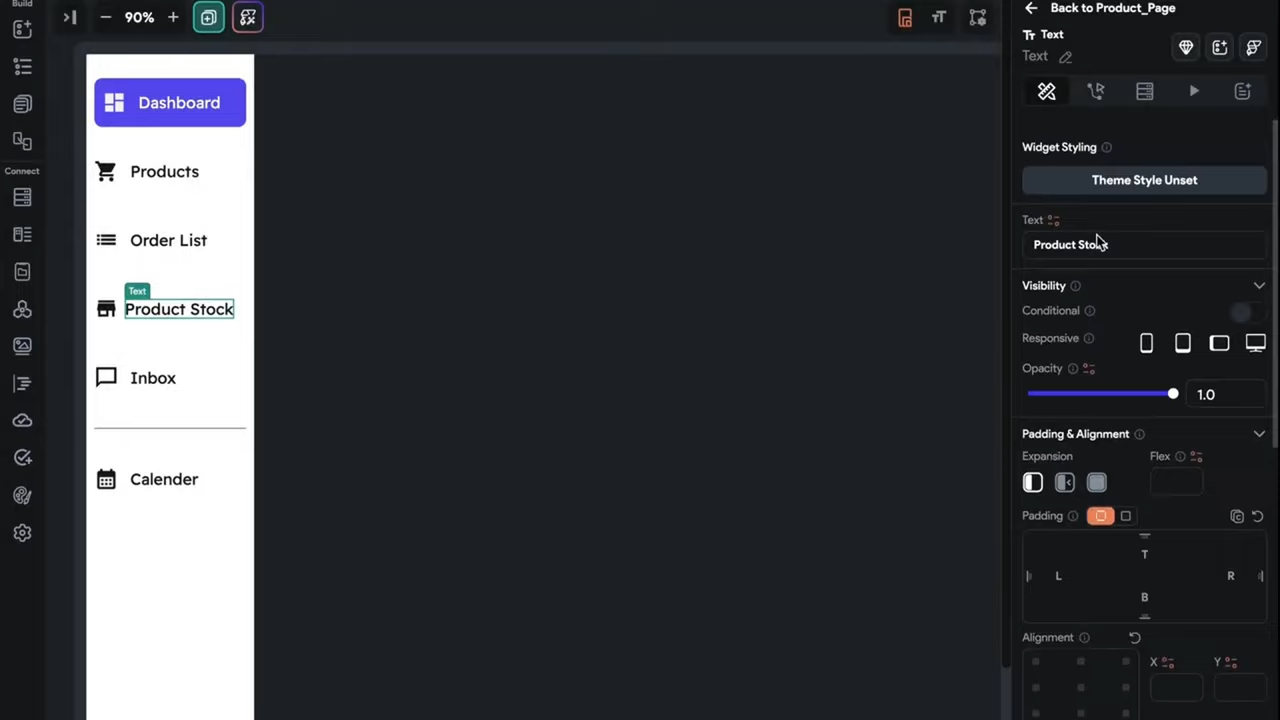 Build
90%
Back to Product_Page
Text
Text
Connect
Dashboard
Products
Order List
Text
Product Stock
Inbox
Calender
Widget Styling
Theme Style Unset
Text
Product Stock
Visibility
Conditional
Responsive
Opacity
1.0
Padding & Alignment
Expansion
Flex
Padding
T
L
R
B
Alignment
X
Y